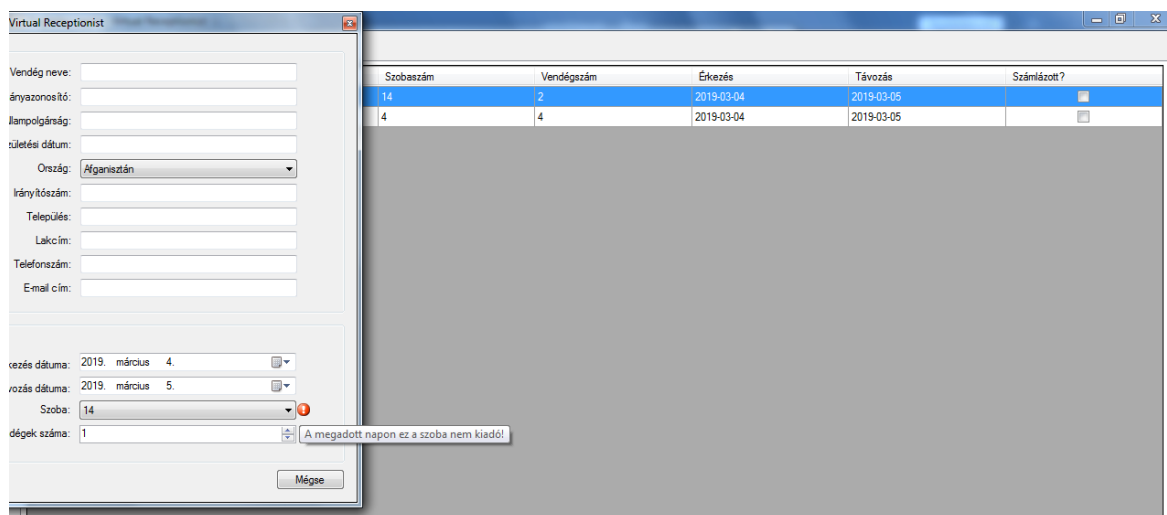 Virtual Receptionist
Vendég neve:
ányazonosító:
llampolgárság:
zületési dátum:
Ország: Afganisztán
Irányítószám:
Település:
Lakcím:
Telefonszám:
E-mail cím:
kezés dátuma: 2019. március 4.
vozás dátuma: 2019. március 5.
Szoba: 14
dégek száma: 1
A megadott napon ez a szoba nem kiadó!
Mégse
Szobaszám Vendégszám Érkezés Távozás Számlázott?
14 2 2019-03-04 2019-03-05
4 4 2019-03-04 2019-03-05